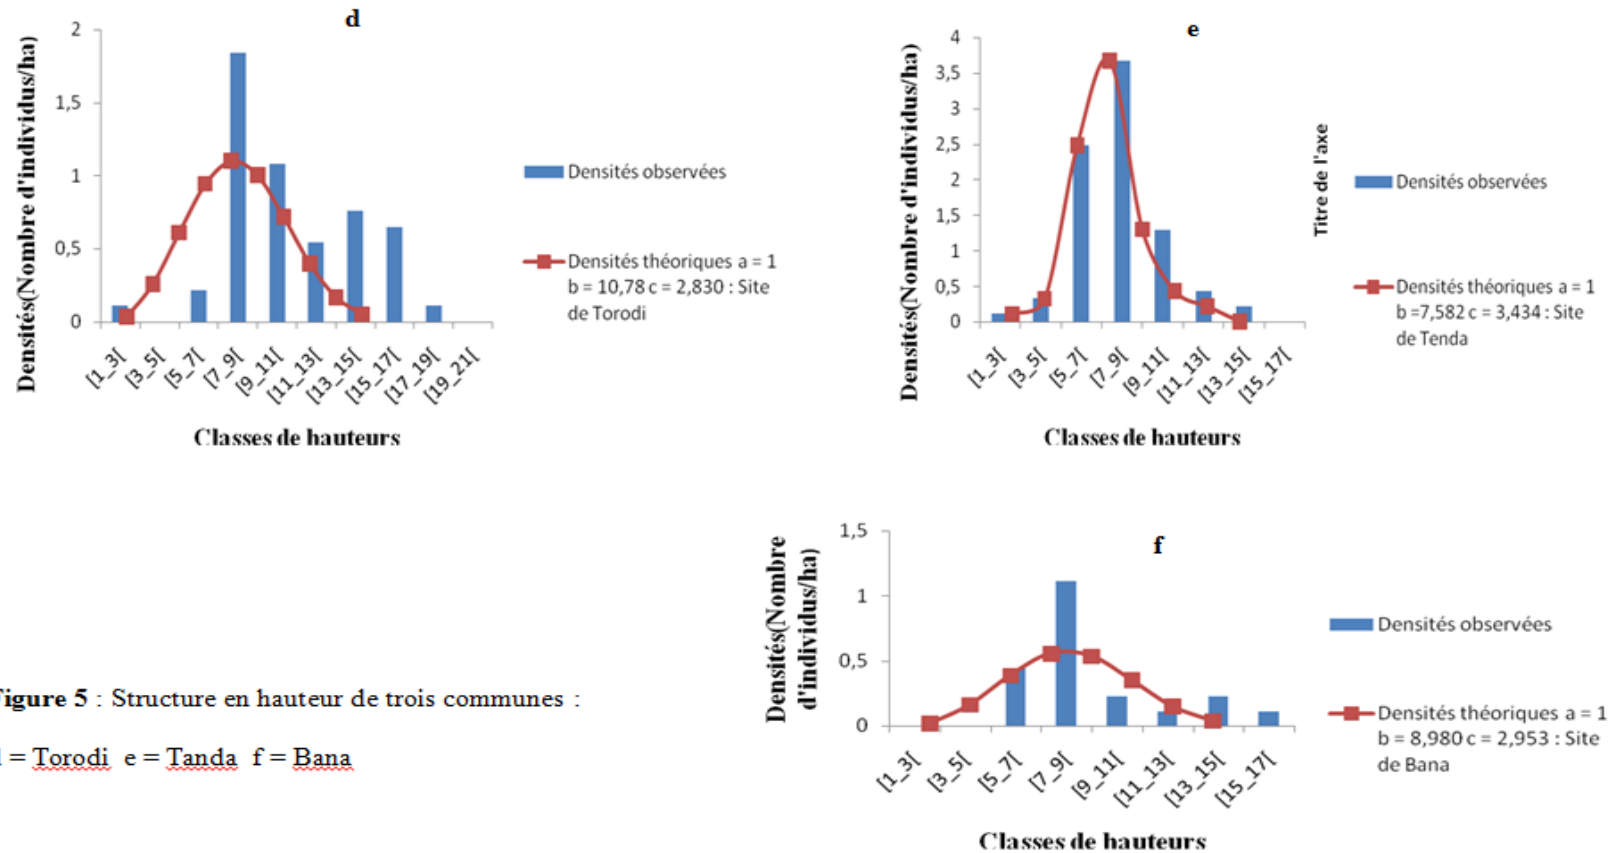 d
Densités(Nombre d'individus/ha)
2
1,5
1
0,5
0
[1_3[
[3_5[
[5_7[
[7_9[
[9_11[
[11_13[
[13_15[
[15_17[
[17_19[
[19_21[
Classes de hauteurs
Densités observées
Densités théoriques a = 1
b = 10,78 c = 2,830 : Site
de Torodi
e
Densités(Nombre d'individus/ha)
4
3,5
3
2,5
2
1,5
1
0,5
0
[1_3[
[3_5[
[5_7[
[7_9[
[9_11[
[11_13[
[13_15[
[15_17[
Classes de hauteurs
Titre de l'axe
Densités observées
Densités théoriques a = 1
b =7,582 c = 3,434 : Site
de Tenda
f
Densités(Nombre
d'individus/ha)
1,5
1
0,5
0
[1_3[
[3_5[
[5_7[
[7_9[
[9_11[
[11_13[
[13_15[
[15_17[
Classes de hauteurs
Densités observées
Densités théoriques a = 1
b = 8,980 c = 2,953 : Site
de Bana
Figure 5 : Structure en hauteur de trois communes :
= Torodi e = Tanda f = Bana